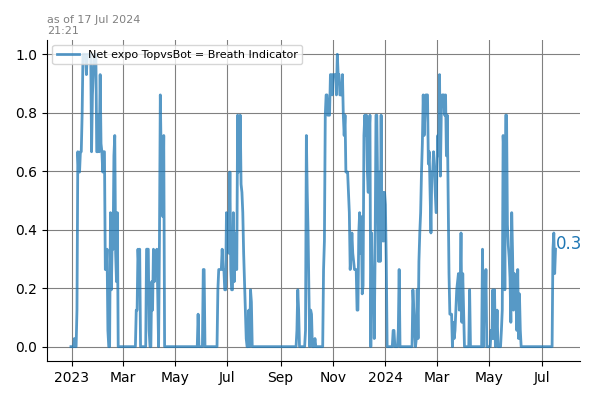 as of 17 Jul 2024
21:21
Net expo TopvsBot = Breath Indicator
1.0
0.8
0.6
0.4
0.2
0.0
0.3
2023 Mar May Jul Sep Nov 2024 Mar May Jul